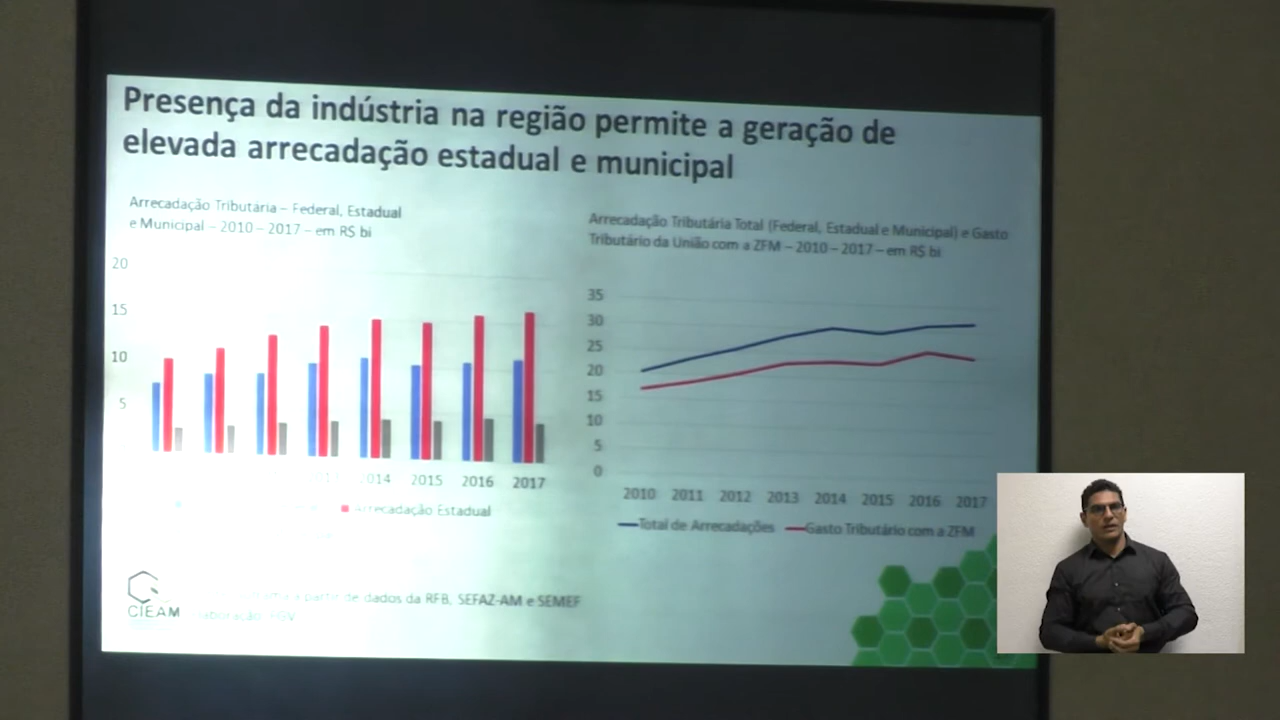 Presença da indústria na região permite a geração de
elevada arrecadação estadual e municipal
Arrecadação Tributária – Federal, Estadual
e Municipal – 2010 – 2017 – em R$ bi
20
15
10
5
2014 2015 2016 2017
Arrecadação Estadual
Arrecadação Tributária Total (Federal, Estadual e Municipal) e Gasto
Tributário da União com a ZFM – 2010 – 2017 – em R$ bi
35
30
25
20
15
10
5
0
2010 2011 2012 2013 2014 2015 2016 2017
Total de Arrecadações Gasto Tributário com a ZFM
a partir de dados da RFB, SEFAZ-AM e SEMEF
CIEAM